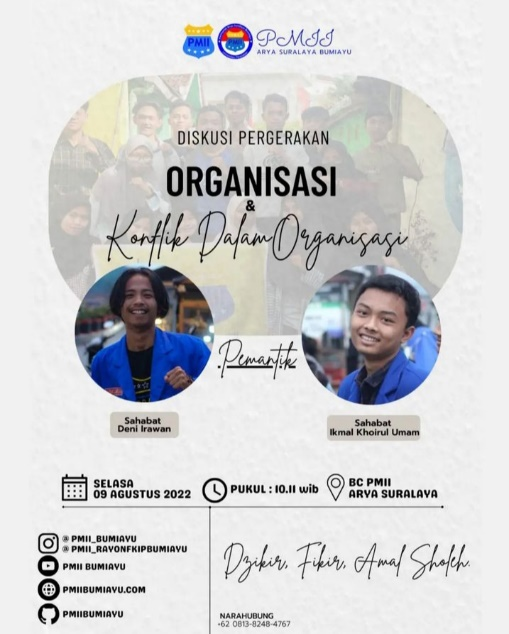 PMII
PMII
ARYA SURALAYA BUMIAYU
DISKUSI PERGERAKAN
ORGANISASI
&
Konflik Dalam Organisasi
Pemantik
Sahabat
Deni Irawan
Sahabat
Ikmal Khoirul Umam
SELASA
09 AGUSTUS 2022
PUKUL : 10.11 wib
BC PMII
ARYA SURALAYA
@ PMII_BUMIAYU
@ PMII_RAYONFKIPBUMIAYU
PMII BUMIAYU
PMIIBUMIAYU.COM
PMIIBUMIAYU
Dzikir, Fikir, Amal Sholeh.
NARAHUBUNG
+62 0813-8248-4767